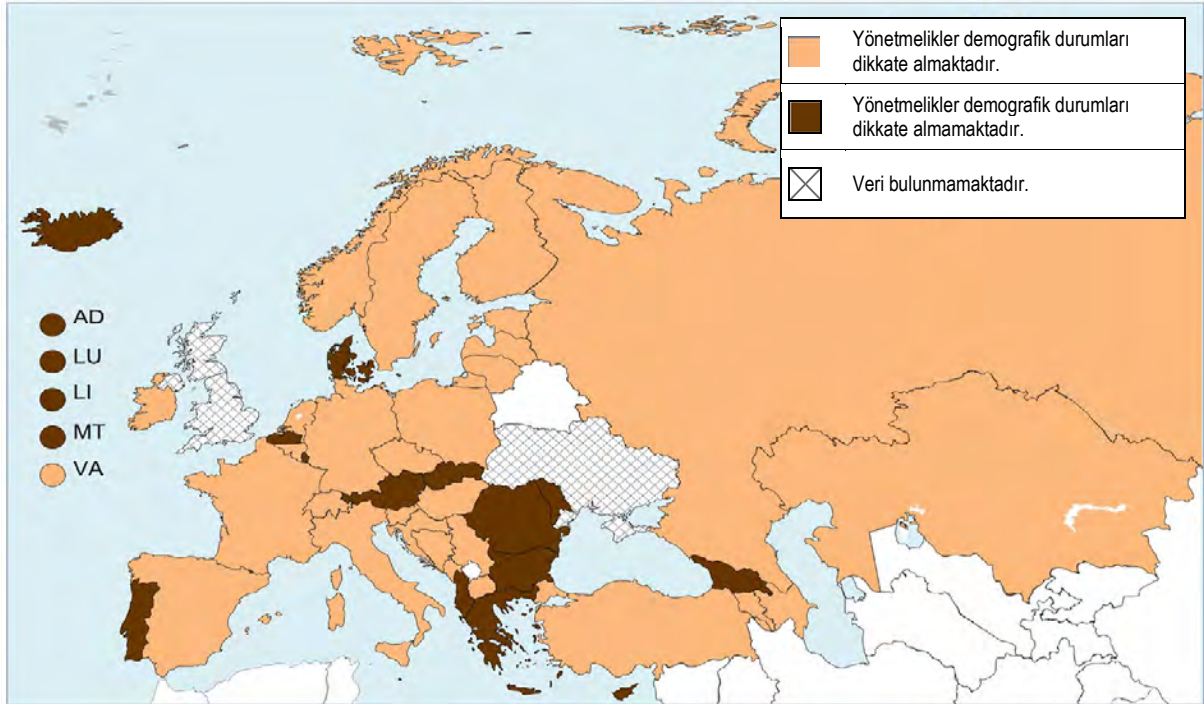 Yönetmelikler demografik durumları
dikkate almaktadır.
Yönetmelikler demografik durumları
dikkate almamaktadır.
Veri bulunmamaktadır.
AD
LU
LI
MT
VA